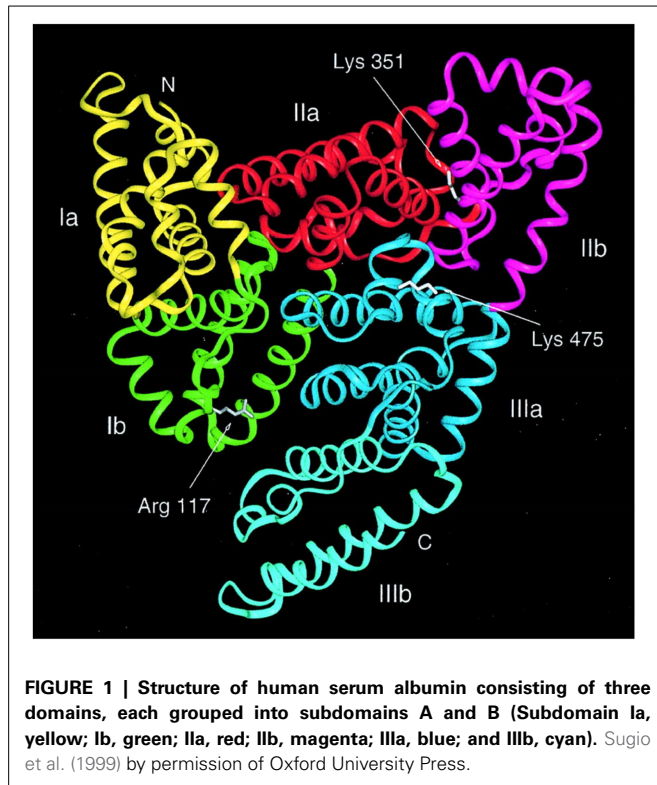 Lys 351
N
IIa
Ia
IIb
Lys 475
Ib
IIIa
Arg 117
C
IIIb
FIGURE 1 | Structure of human serum albumin consisting of three
domains, each grouped into subdomains A and B (Subdomain Ia,
yellow; Ib, green; IIa, red; IIb, magenta; IIIa, blue; and IIIb, cyan). Sugio
et al. (1999) by permission of Oxford University Press.